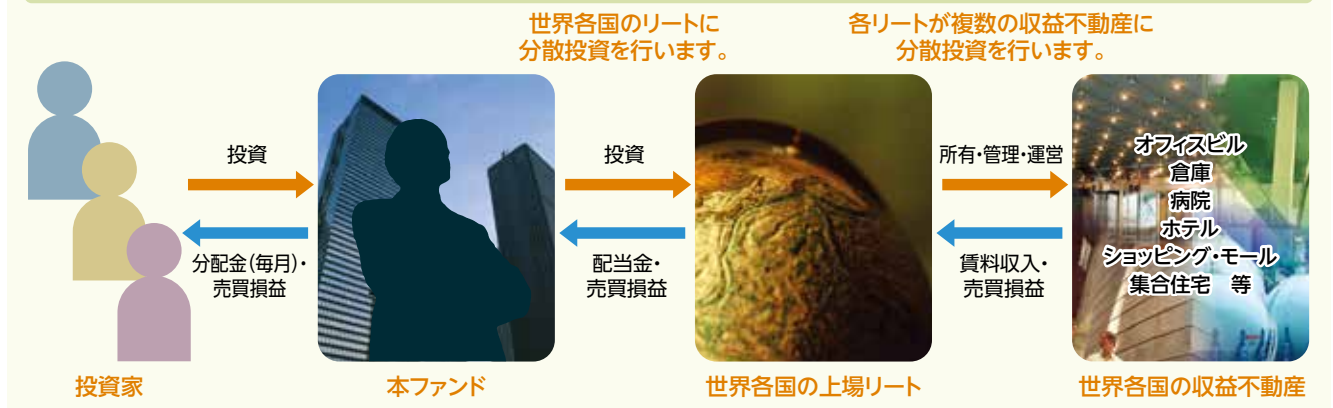 世界各国のリートに
分散投資を行います。
各リートが複数の収益不動産に
分散投資を行います。
投資
投資
所有・管理・運営
分配金(毎月)・
売買損益
配当金・
売買損益
賃料収入・
売買損益
オフィスビル
倉庫
病院
ホテル
ショッピング・モール
集合住宅 等
投資家
本ファンド
世界各国の上場リート
世界各国の収益不動産